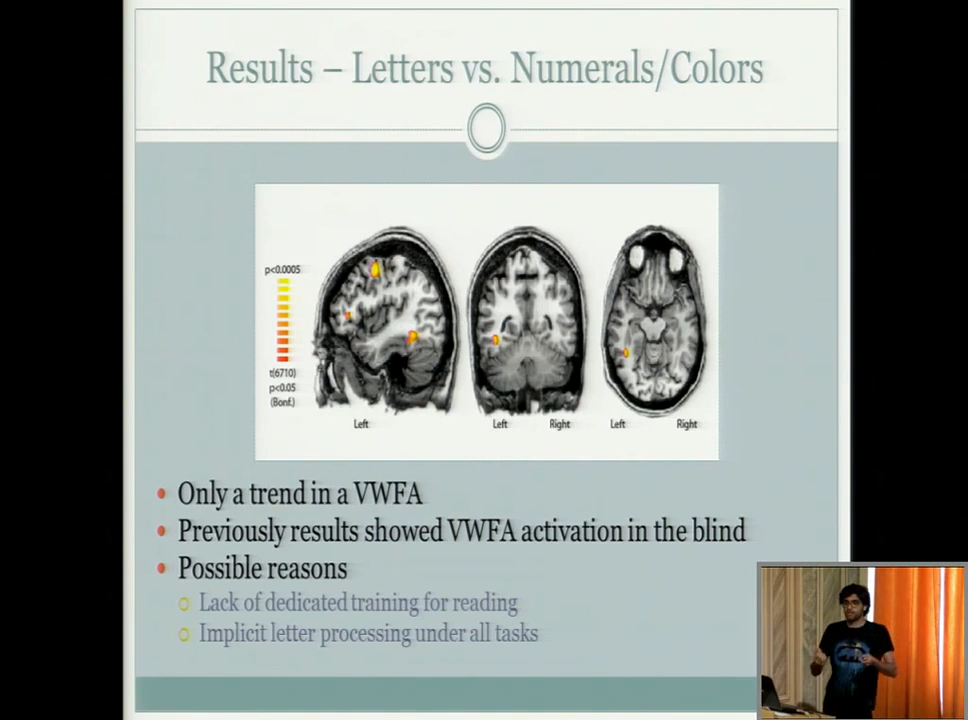 Results – Letters vs. Numerals/Colors
p<0.0005
t(6710)
p<0.05
(Bonf.)
Left
Left Right
Left Right
Only a trend in a VWFA
Previously results showed VWFA activation in the blind
Possible reasons
Lack of dedicated training for reading
Implicit letter processing under all tasks